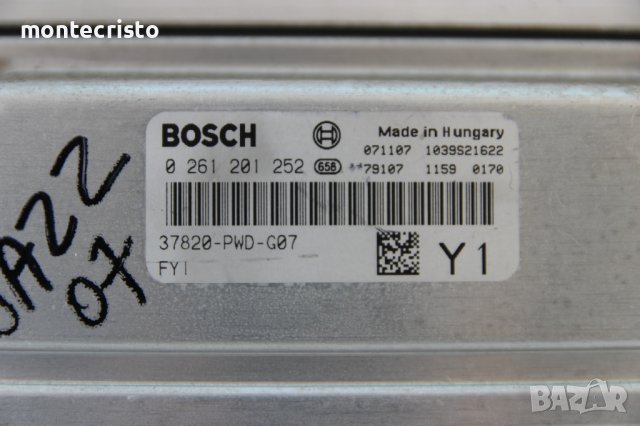 montecristo
BOSCH
Made in Hungary
071107 1039S21622
0 261 201 252 658 **79107 1159 0170
37820-PWD-G07
FYI
Y1
JAZZ
07
BAZAR